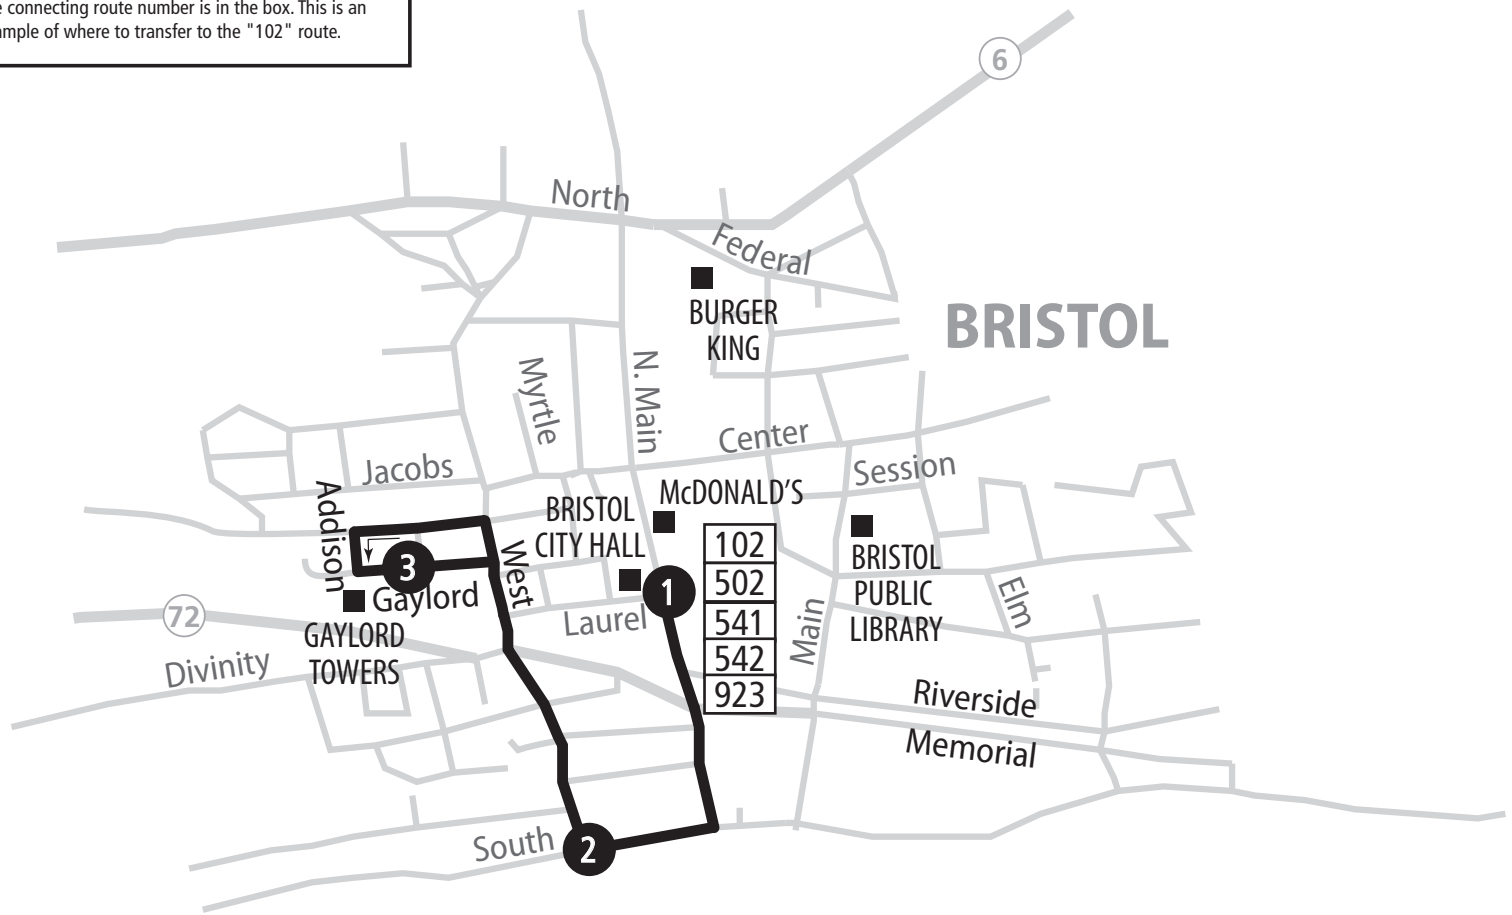 e connecting route number is in the box. This is an
ample of where to transfer to the "102" route.
6
North
Federal
BURGER
KING
BRISTOL
Myrtle
N. Main
Center
Jacobs
Session
Addison
McDONALD'S
BRISTOL
CITY HALL
West
102
502
541
542
923
BRISTOL
PUBLIC
LIBRARY
3
1
Gaylord
Elm
72
Laurel
Main
GAYLORD
TOWERS
Divinity
Riverside
Memorial
South
2